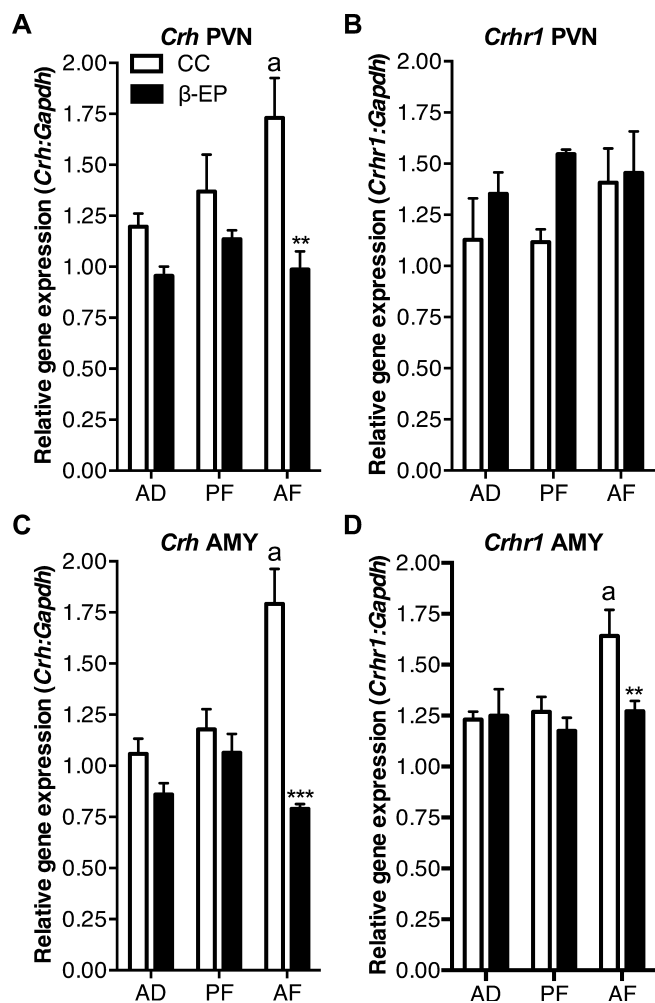 A
Crh PVN
Relative gene expression (Crh:Gapdh)
2.00
1.75
1.50
1.25
1.00
0.75
0.50
0.25
0.00
CC
β-EP
a
**
AD PF AF
B
Crhr1 PVN
Relative gene expression (Crhr1:Gapdh)
2.00
1.75
1.50
1.25
1.00
0.75
0.50
0.25
0.00
AD PF AF
C
Crh AMY
Relative gene expression (Crh:Gapdh)
2.00
1.75
1.50
1.25
1.00
0.75
0.50
0.25
0.00
a
***
AD PF AF
D
Crhr1 AMY
Relative gene expression (Crhr1:Gapdh)
2.00
1.75
1.50
1.25
1.00
0.75
0.50
0.25
0.00
a
**
AD PF AF